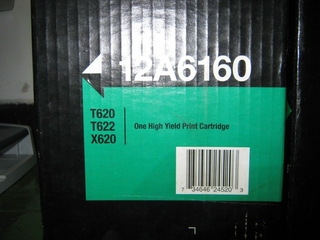 12A6160
T620
T622
X620
One High Yield Print Cartridge
7 34646 24520 3